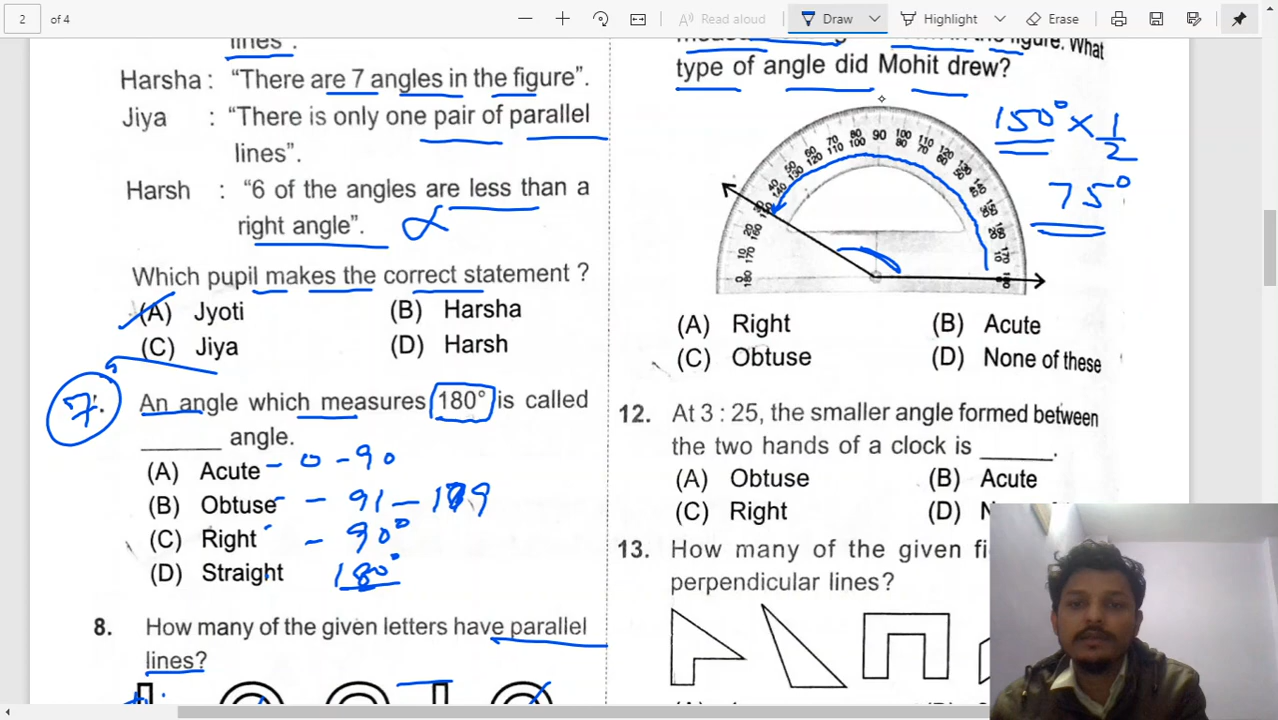 2 of 4
Read aloud
Draw
Highlight
Erase
lines".
Harsha : "There are 7 angles in the figure".
Jiya : "There is only one pair of parallel
lines".
Harsh : "6 of the angles are less than a
right angle".
Which pupil makes the correct statement ?
(A) Jyoti (B) Harsha
(C) Jiya (D) Harsh
7. An angle which measures 180° is called
______ angle.
(A) Acute - 0 - 90
(B) Obtuse - 91 - 179
(C) Right - 90°
(D) Straight 180°
8. How many of the given letters have parallel
lines?
figure. What
type of angle did Mohit drew?
150° × 1/2
75°
(A) Right (B) Acute
(C) Obtuse (D) None of these
12. At 3 : 25, the smaller angle formed between
the two hands of a clock is ______.
(A) Obtuse (B) Acute
(C) Right (D)
13. How many of the given
perpendicular lines?